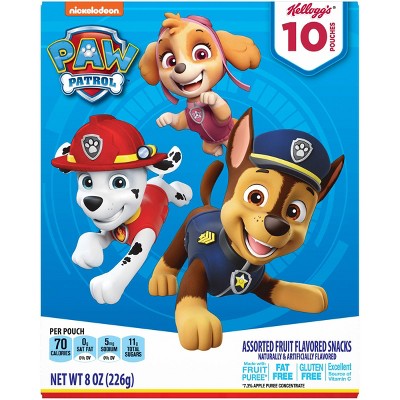 nickelodeon
PAW
PATROL
Kellogg's
10
POUCHES
PER POUCH
70
CALORIES
0g
SAT FAT
0% DV
5mg
SODIUM
0% DV
11g
TOTAL
SUGARS
NET WT 8 OZ (226g)
ASSORTED FRUIT FLAVORED SNACKS
NATURALLY & ARTIFICIALLY FLAVORED
Made with
FRUIT
PUREE*
FAT
FREE
GLUTEN
FREE
Excellent
Source of
Vitamin C
*7.3% APPLE PUREE CONCENTRATE